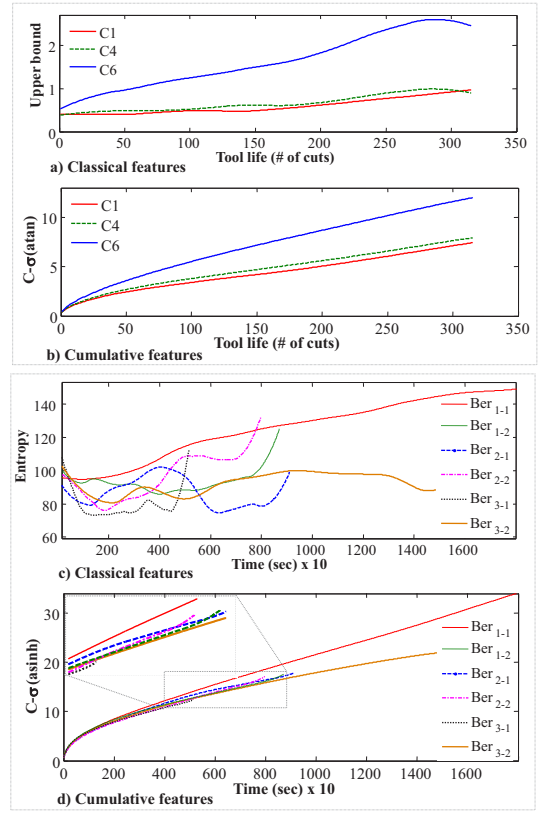 Upper bound
2
1
0
C1
C4
C6
0 50 100 150 200 250 300 350
Tool life (# of cuts)
a) Classical features
C-σ(atan)
10
5
0
C1
C4
C6
0 50 100 150 200 250 300 350
Tool life (# of cuts)
b) Cumulative features
Entropy
140
120
100
80
60
Ber 1-1
Ber 1-2
Ber 2-1
Ber 2-2
Ber 3-1
Ber 3-2
200 400 600 800 1000 1200 1400 1600
Time (sec) x 10
c) Classical features
C-σ(asinh)
30
20
10
0
Ber 1-1
Ber 1-2
Ber 2-1
Ber 2-2
Ber 3-1
Ber 3-2
0 200 400 600 800 1000 1200 1400 1600
Time (sec) x 10
d) Cumulative features